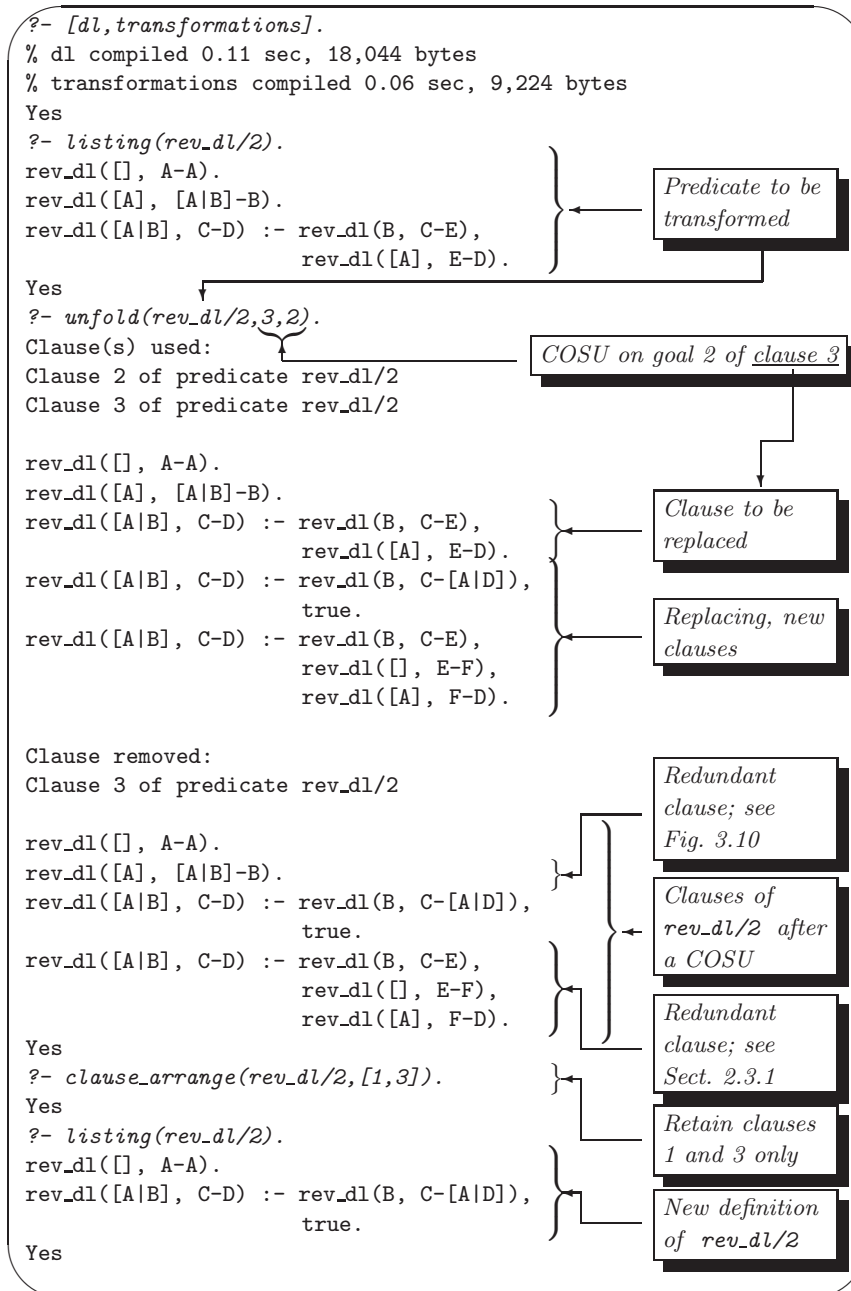 ?- [dl,transformations].
% dl compiled 0.11 sec, 18,044 bytes
% transformations compiled 0.06 sec, 9,224 bytes
Yes
?- listing(rev_dl/2).
rev_dl([], A-A).
rev_dl([A], [A|B]-B).
rev_dl([A|B], C-D) :- rev_dl(B, C-E),
rev_dl([A], E-D).
Predicate to be
transformed
Yes
?- unfold(rev_dl/2,3,2).
Clause(s) used:
COSU on goal 2 of clause 3
Clause 2 of predicate rev_dl/2
Clause 3 of predicate rev_dl/2
rev_dl([], A-A).
rev_dl([A], [A|B]-B).
rev_dl([A|B], C-D) :- rev_dl(B, C-E),
rev_dl([A], E-D).
Clause to be
replaced
rev_dl([A|B], C-D) :- rev_dl(B, C-[A|D]),
true.
rev_dl([A|B], C-D) :- rev_dl(B, C-E),
rev_dl([], E-F),
rev_dl([A], F-D).
Replacing, new
clauses
Clause removed:
Clause 3 of predicate rev_dl/2
Redundant
clause; see
Fig. 3.10
rev_dl([], A-A).
rev_dl([A], [A|B]-B).
rev_dl([A|B], C-D) :- rev_dl(B, C-[A|D]),
true.
Clauses of
rev_dl/2 after
a COSU
rev_dl([A|B], C-D) :- rev_dl(B, C-E),
rev_dl([], E-F),
rev_dl([A], F-D).
Redundant
clause; see
Sect. 2.3.1
Yes
?- clause_arrange(rev_dl/2,[1,3]).
Yes
Retain clauses
1 and 3 only
?- listing(rev_dl/2).
rev_dl([], A-A).
rev_dl([A|B], C-D) :- rev_dl(B, C-[A|D]),
true.
New definition
of rev_dl/2
Yes